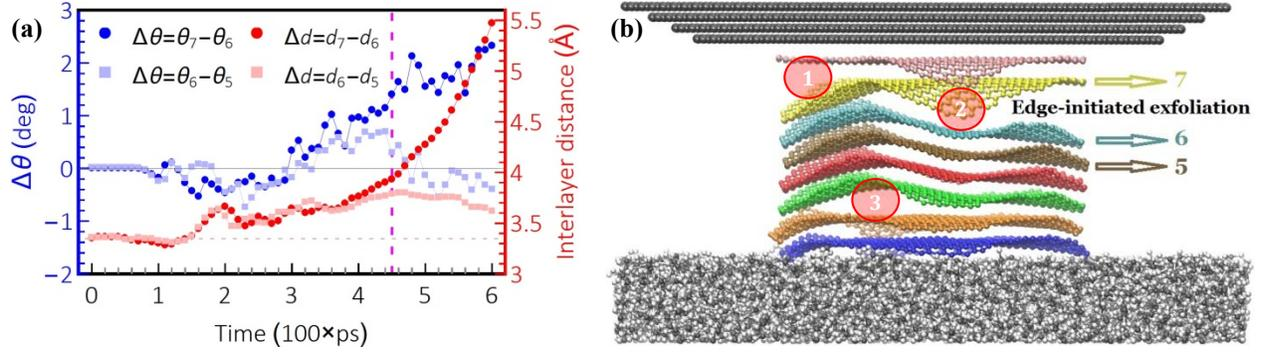 (a)
3
2
1
0
−1
−2
Δθ (deg)
Δθ=θ₇−θ₆
Δd=d₇−d₆
Δθ=θ₆−θ₅
Δd=d₆−d₅
5.5
5
4.5
4
3.5
3
Interlayer distance (Å)
0 1 2 3 4 5 6
Time (100×ps)
(b)
1
7
2
Edge-initiated exfoliation
6
5
3